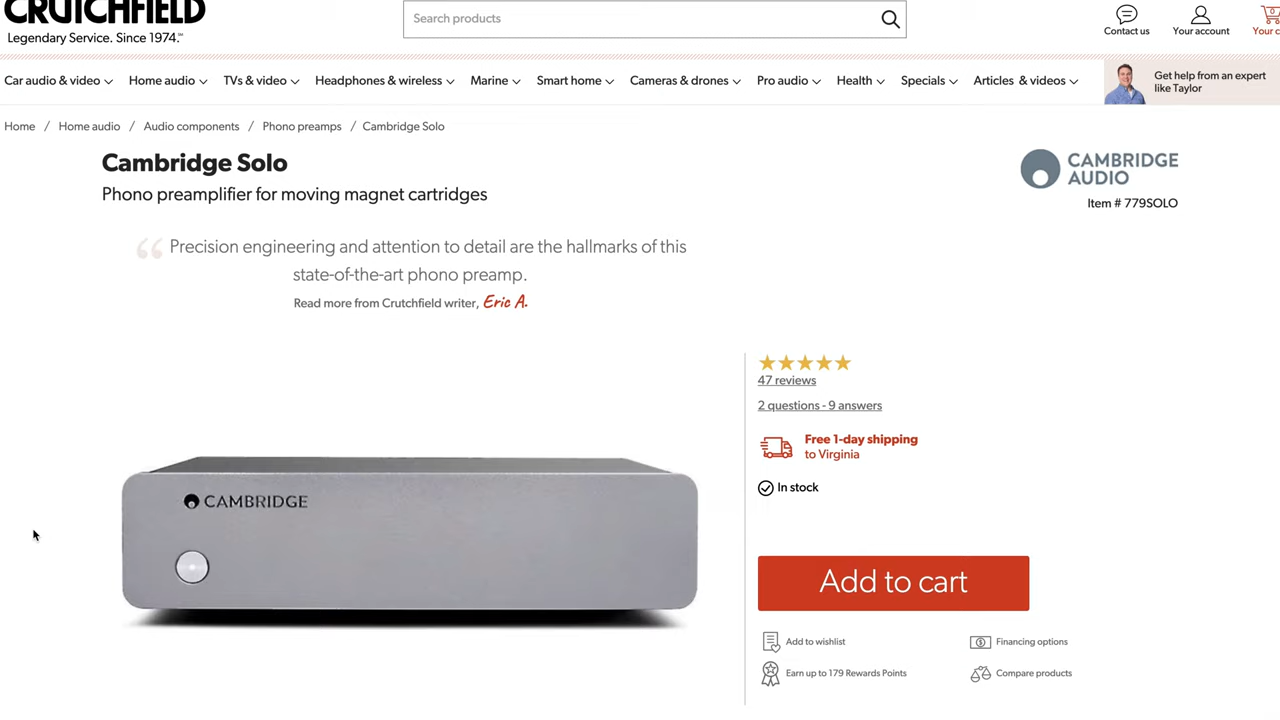 CRUTCHFIELD
Legendary Service. Since 1974.℠
Search products
Contact us
Your account
0
Your c
Car audio & video
Home audio
TVs & video
Headphones & wireless
Marine
Smart home
Cameras & drones
Pro audio
Health
Specials
Articles & videos
Get help from an expert
like Taylor
Home / Home audio / Audio components / Phono preamps / Cambridge Solo
Cambridge Solo
Phono preamplifier for moving magnet cartridges
CAMBRIDGE
AUDIO
Item # 779SOLO
“ Precision engineering and attention to detail are the hallmarks of this
state-of-the-art phono preamp.
Read more from Crutchfield writer, Eric A.
CAMBRIDGE
47 reviews
2 questions - 9 answers
Free 1-day shipping
to Virginia
In stock
Add to cart
Add to wishlist
Financing options
Earn up to 179 Rewards Points
Compare products